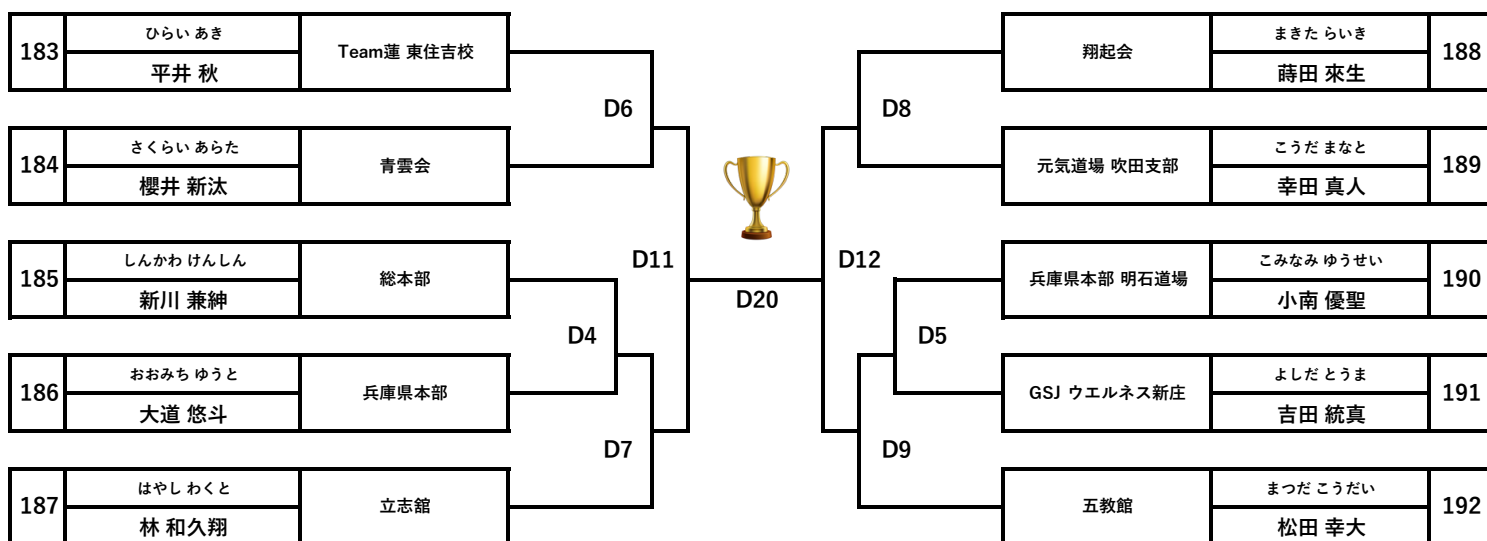 183
ひらい あき
平井 秋
Team蓮 東住吉校
184
さくらい あらた
櫻井 新汰
青雲会
185
しんかわ けんしん
新川 兼紳
総本部
186
おおみち ゆうと
大道 悠斗
兵庫県本部
187
はやし わくと
林 和久翔
立志舘
D6
D11
D4
D7
D20
D8
D12
D5
D9
翔起会
まきた らいき
蒔田 來生
188
元気道場 吹田支部
こうだ まなと
幸田 真人
189
兵庫県本部 明石道場
こみなみ ゆうせい
小南 優聖
190
GSJ ウエルネス新庄
よしだ とうま
吉田 統真
191
五教館
まつだ こうだい
松田 幸大
192